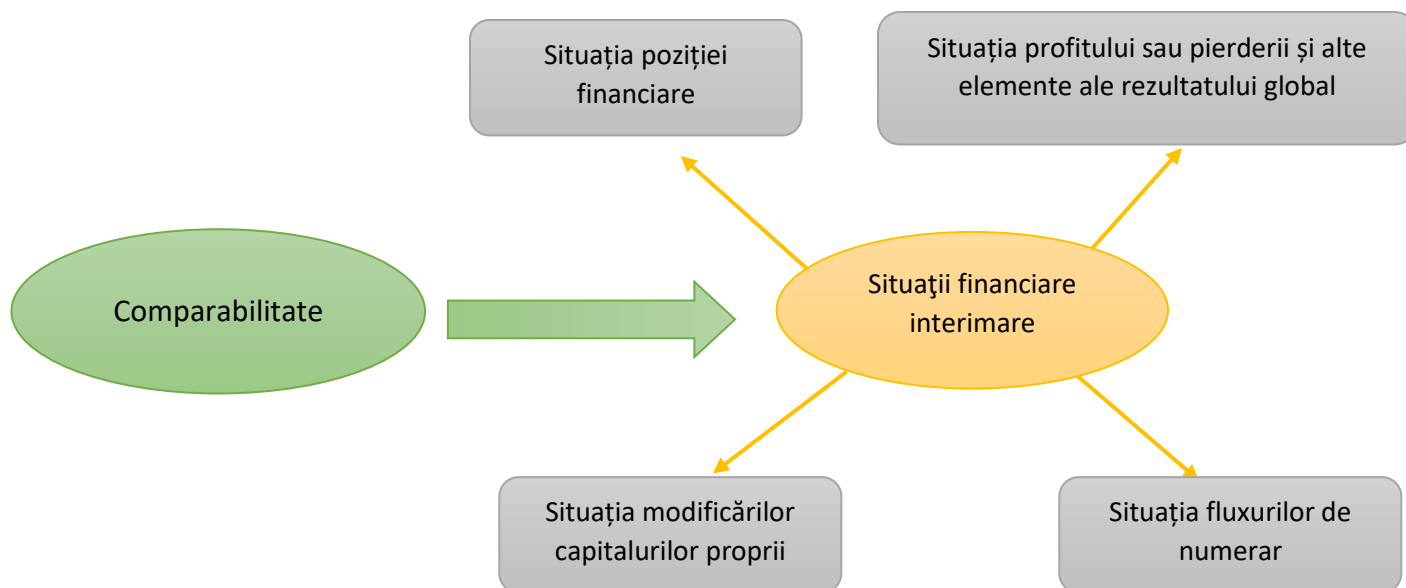 Situația poziției
financiare
Situația profitului sau pierderii și alte
elemente ale rezultatului global
Comparabilitate
Situaţii financiare
interimare
Situația modificărilor
capitalurilor proprii
Situația fluxurilor de
numerar